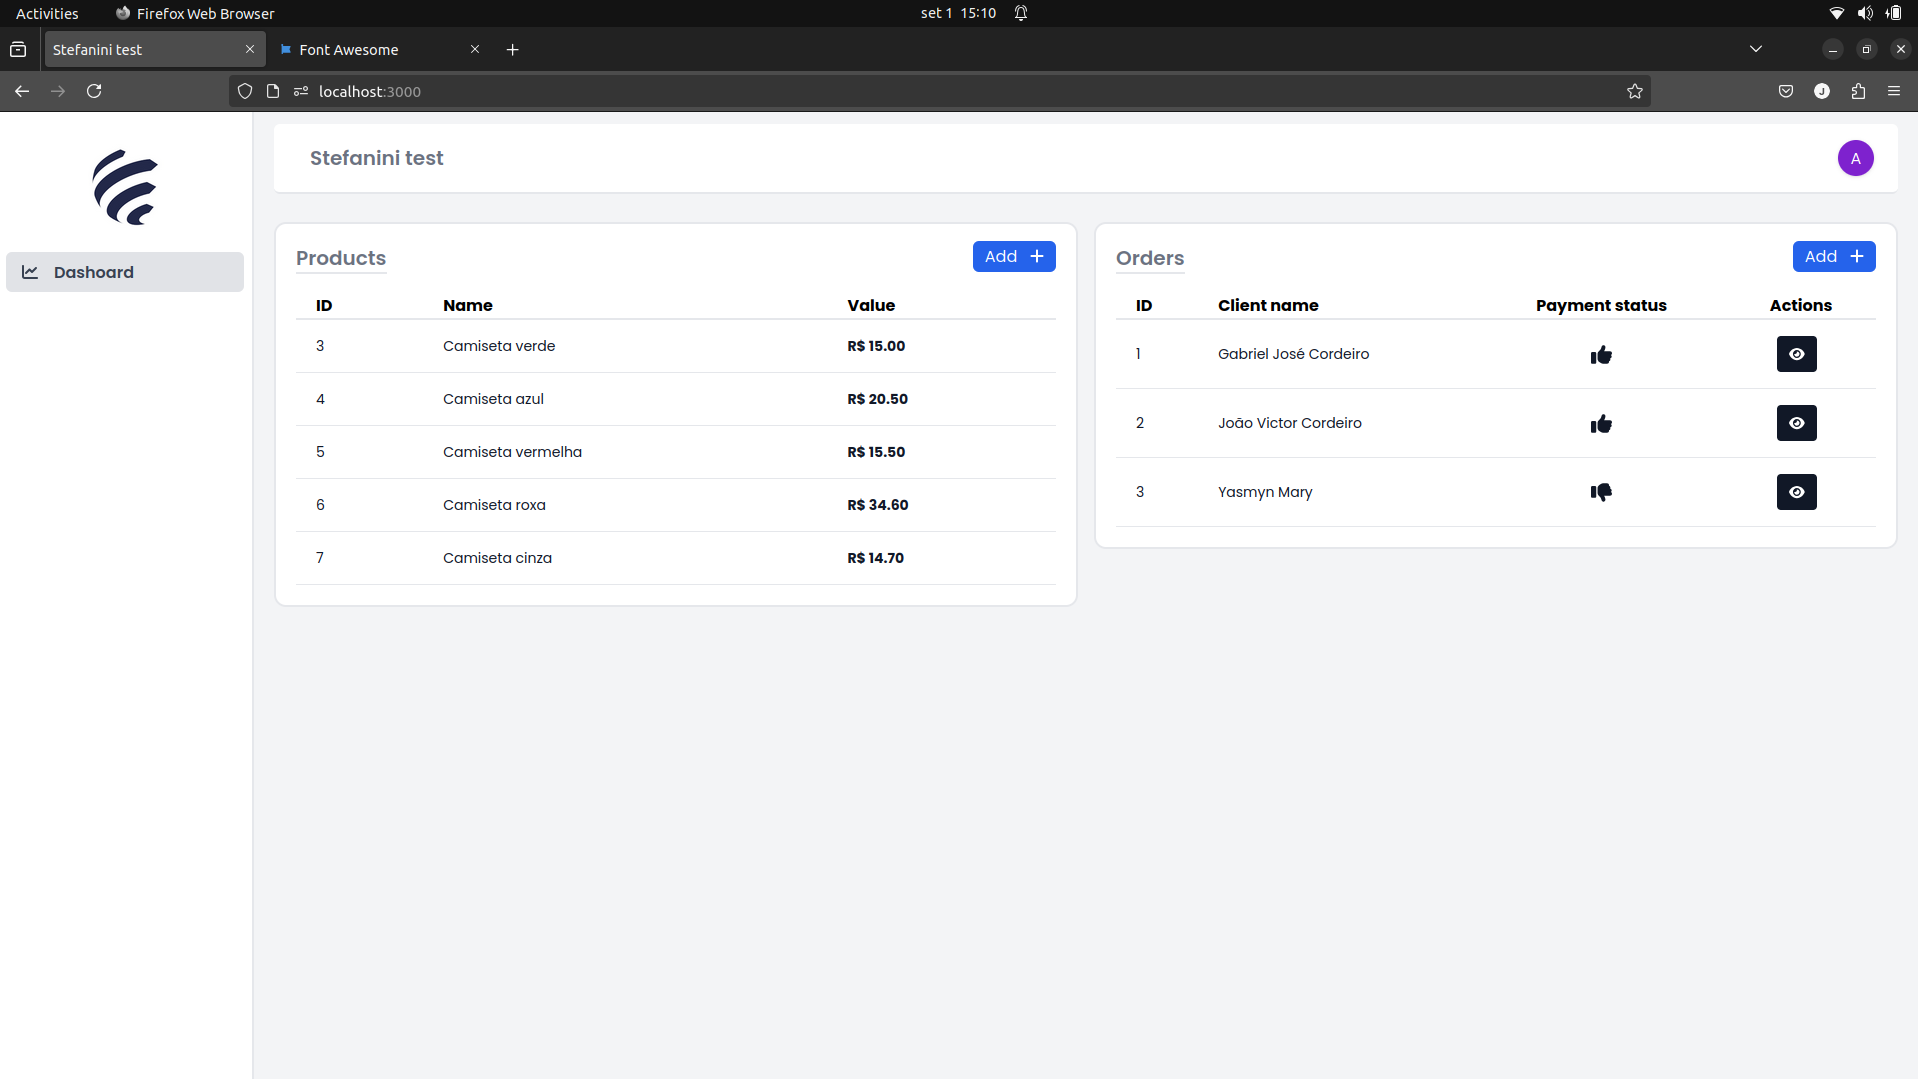 Activities Firefox Web Browser set 1 15:10
Stefanini test Font Awesome
localhost:3000
J
Stefanini test
A
Dashoard
Products
Add
ID Name Value
3 Camiseta verde R$ 15.00
4 Camiseta azul R$ 20.50
5 Camiseta vermelha R$ 15.50
6 Camiseta roxa R$ 34.60
7 Camiseta cinza R$ 14.70
Orders
Add
ID Client name Payment status Actions
1 Gabriel José Cordeiro
2 João Victor Cordeiro
3 Yasmyn Mary